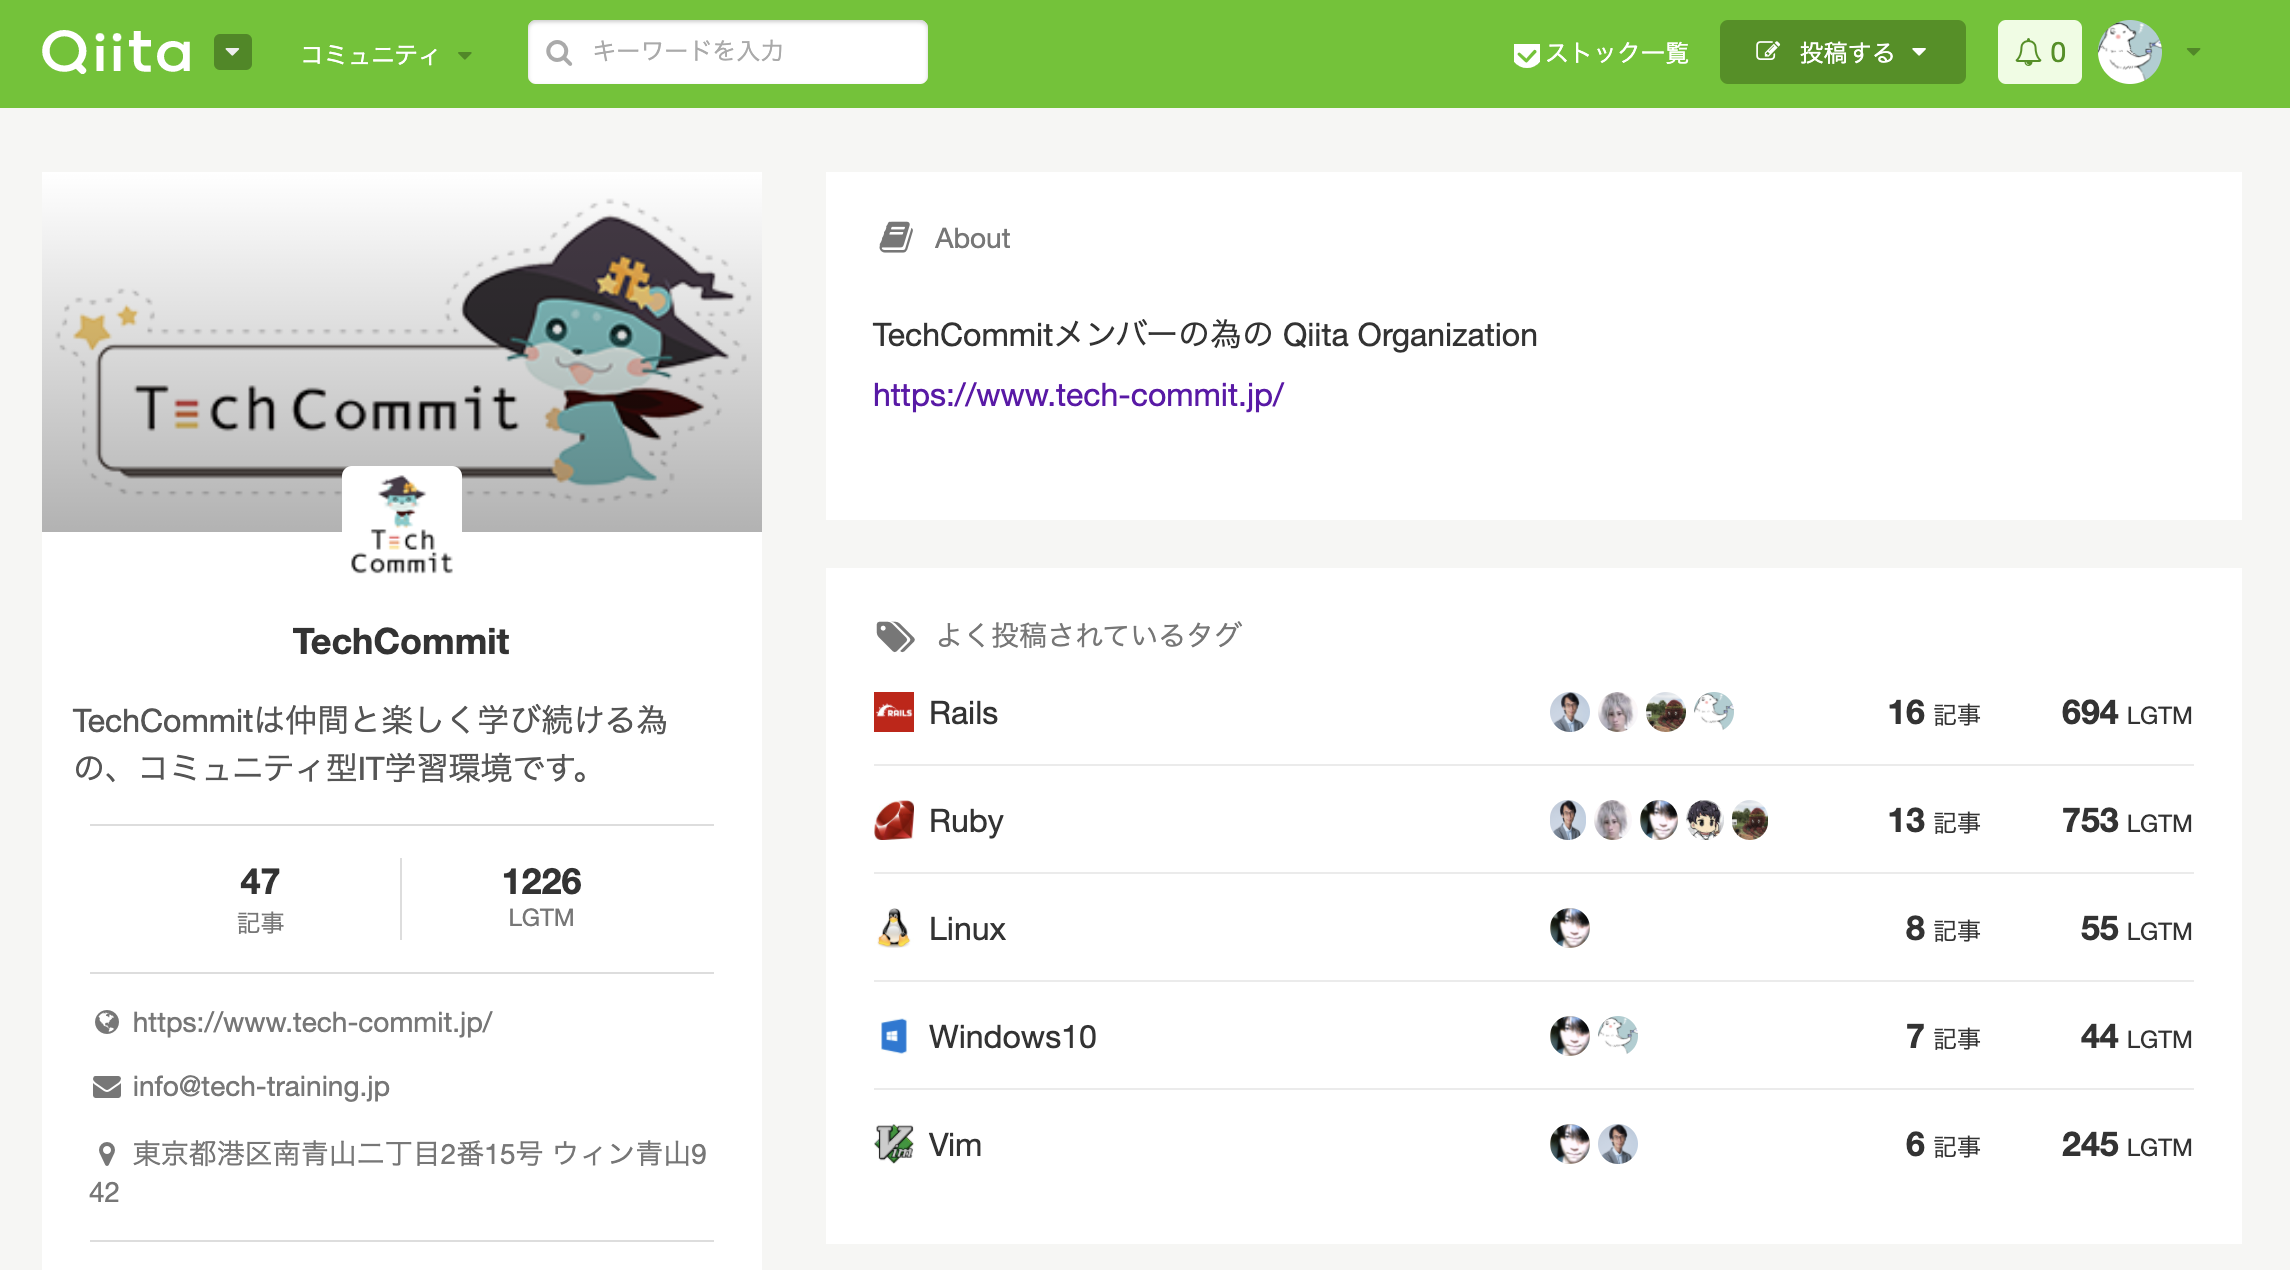 Qiita
コミュニティ
キーワードを入力
ストック一覧
投稿する
0
TechCommit
Tech
Commit
TechCommit
TechCommitは仲間と楽しく学び続ける為
の、コミュニティ型IT学習環境です。
47
記事
1226
LGTM
https://www.tech-commit.jp/
info@tech-training.jp
東京都港区南青山二丁目2番15号 ウィン青山9
42
About
TechCommitメンバーの為の Qiita Organization
https://www.tech-commit.jp/
よく投稿されているタグ
RAILS
Rails
16 記事
694 LGTM
Ruby
13 記事
753 LGTM
Linux
8 記事
55 LGTM
Windows10
7 記事
44 LGTM
Vim
Vim
6 記事
245 LGTM